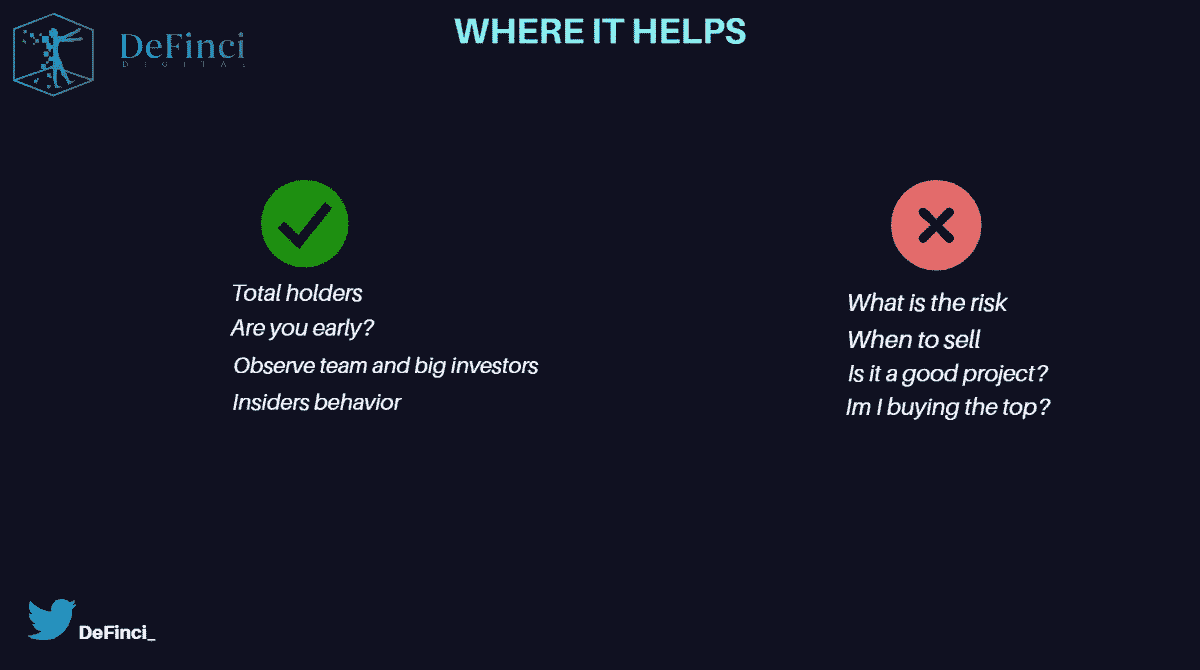 DeFinci
DIGITAL
WHERE IT HELPS
Total holders
Are you early?
Observe team and big investors
Insiders behavior
What is the risk
When to sell
Is it a good project?
Im I buying the top?
DeFinci_